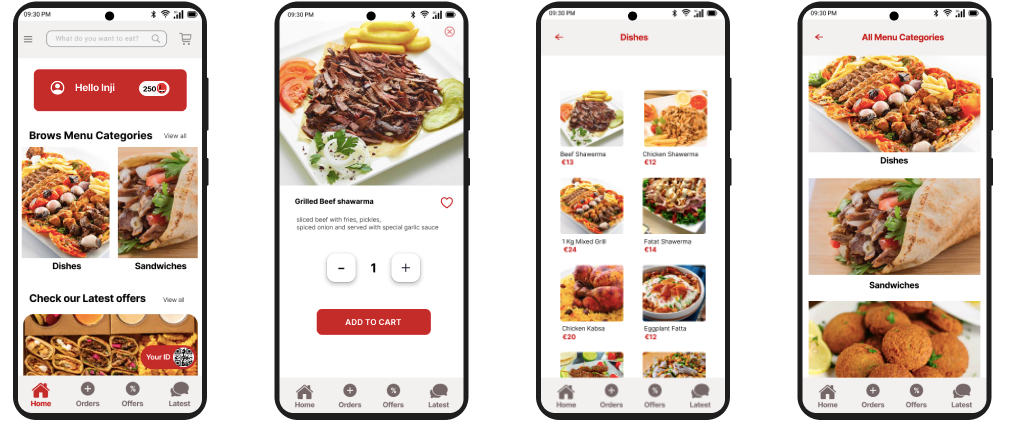 09:30 PM
What do you want to eat?
Hello Inji
250
Brows Menu Categories
View all
Dishes
Sandwiches
Check our Latest offers
View all
Your ID
Home
Orders
Offers
Latest
09:30 PM
Grilled Beef shawarma
sliced beef with fries, pickles,
spiced onion and served with special garlic sauce
-
1
+
ADD TO CART
Home
Orders
Offers
Latest
09:30 PM
Dishes
Beef Shawerma
€13
Chicken Shawerma
€12
1 Kg Mixed Grill
€24
Fatat Shawerma
€14
Chicken Kabsa
€20
Eggplant Fatta
€12
Home
Orders
Offers
Latest
09:30 PM
All Menu Categories
Dishes
Sandwiches
Home
Orders
Offers
Latest